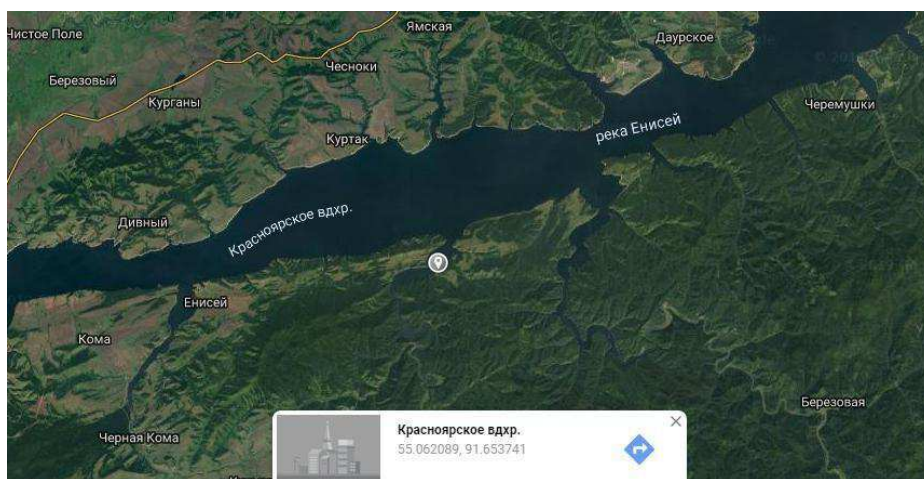 Чистое Поле
Ямская
Даурское
Чесноки
Березовый
Курганы
Черемушки
река Енисей
Куртак
Дивный
Красноярское вдхр.
Енисей
Кома
Березовая
Черная Кома
Красноярское вдхр.
55.062089, 91.653741